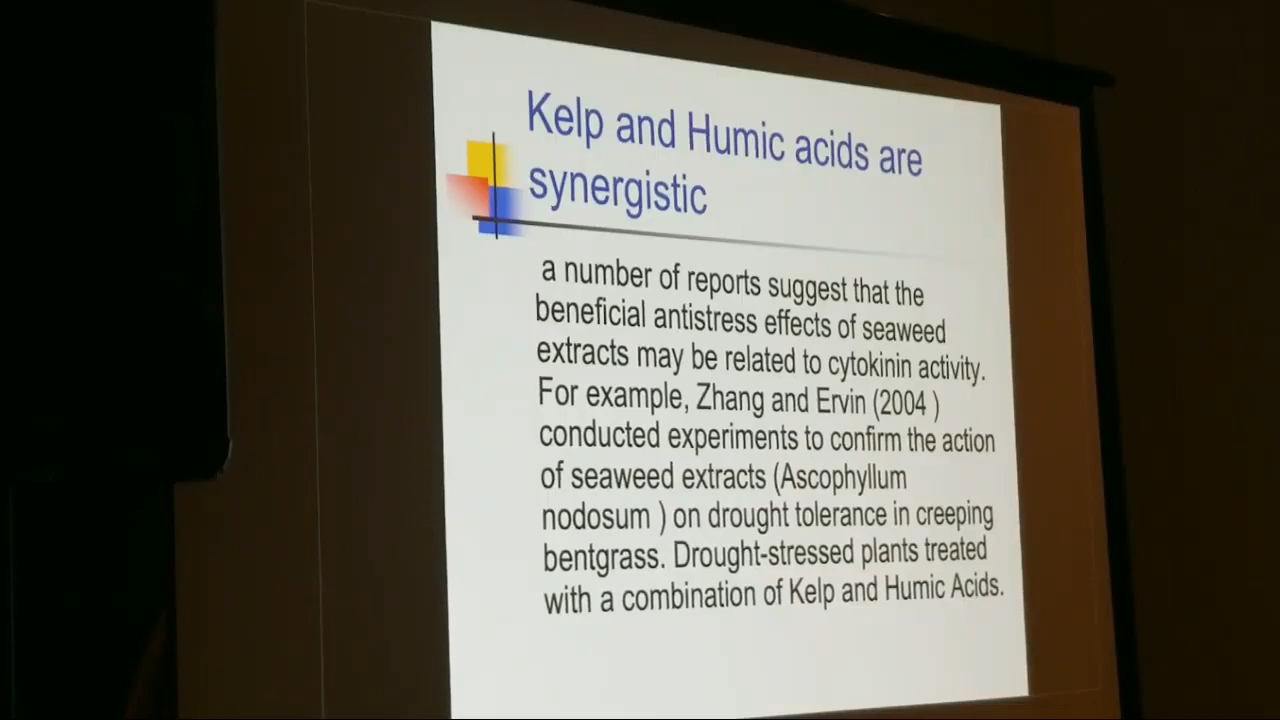 Kelp and Humic acids are
synergistic
a number of reports suggest that the
beneficial antistress effects of seaweed
extracts may be related to cytokinin activity.
For example, Zhang and Ervin (2004 )
conducted experiments to confirm the action
of seaweed extracts (Ascophyllum
nodosum ) on drought tolerance in creeping
bentgrass. Drought-stressed plants treated
with a combination of Kelp and Humic Acids.